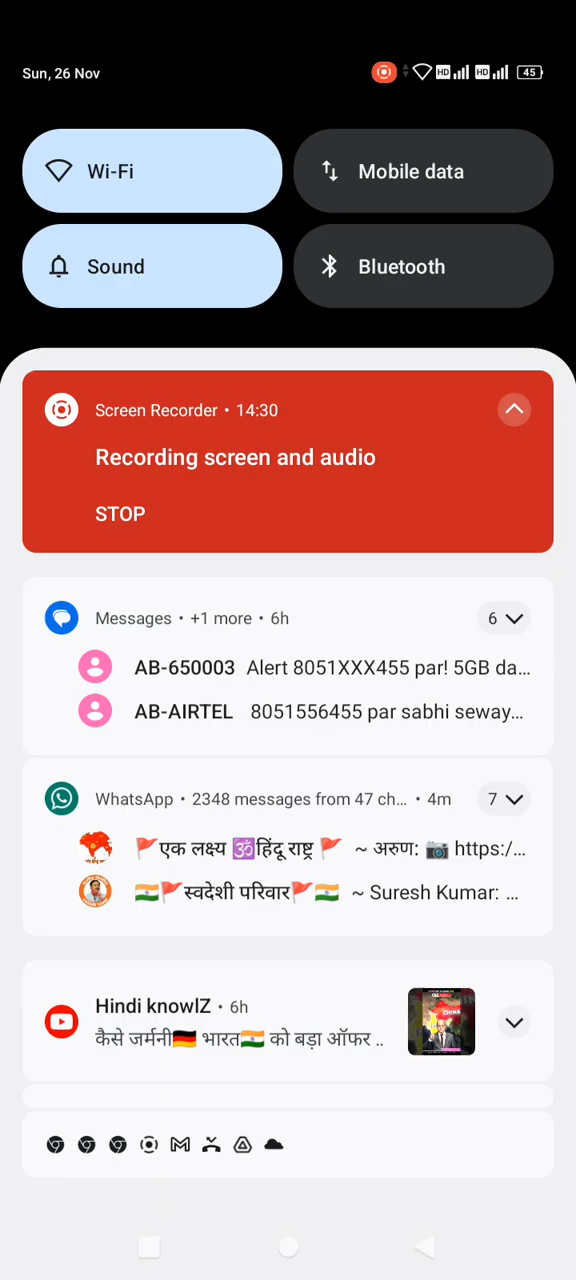 Sun, 26 Nov
HD HD 45
Wi-Fi
Mobile data
Sound
Bluetooth
Screen Recorder • 14:30
Recording screen and audio
STOP
Messages • +1 more • 6h 6
AB-650003 Alert 8051XXX455 par! 5GB da...
AB-AIRTEL 8051556455 par sabhi seway...
WhatsApp • 2348 messages from 47 ch... • 4m 7
🚩एक लक्ष्य 🕉हिंदू राष्ट्र 🚩 ~ अरुण: 📷 https:/...
🇮🇳🚩स्वदेशी परिवार🚩🇮🇳 ~ Suresh Kumar: ...
Hindi knowlZ • 6h
कैसे जर्मनी🇩🇪 भारत🇮🇳 को बड़ा ऑफर ..